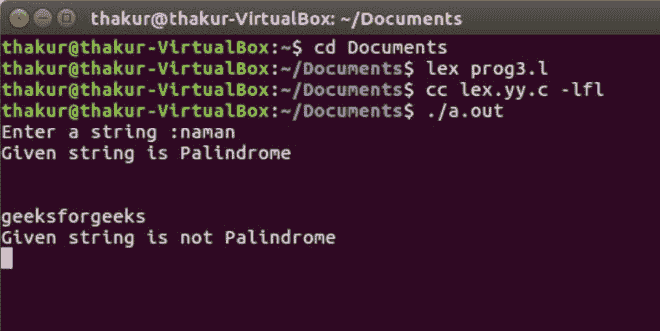 thakur@thakur-VirtualBox: ~/Documents
thakur@thakur-VirtualBox:~$ cd Documents
thakur@thakur-VirtualBox:~/Documents$ lex prog3.l
thakur@thakur-VirtualBox:~/Documents$ cc lex.yy.c -lfl
thakur@thakur-VirtualBox:~/Documents$ ./a.out
Enter a string :naman
Given string is Palindrome
geeksforgeeks
Given string is not Palindrome